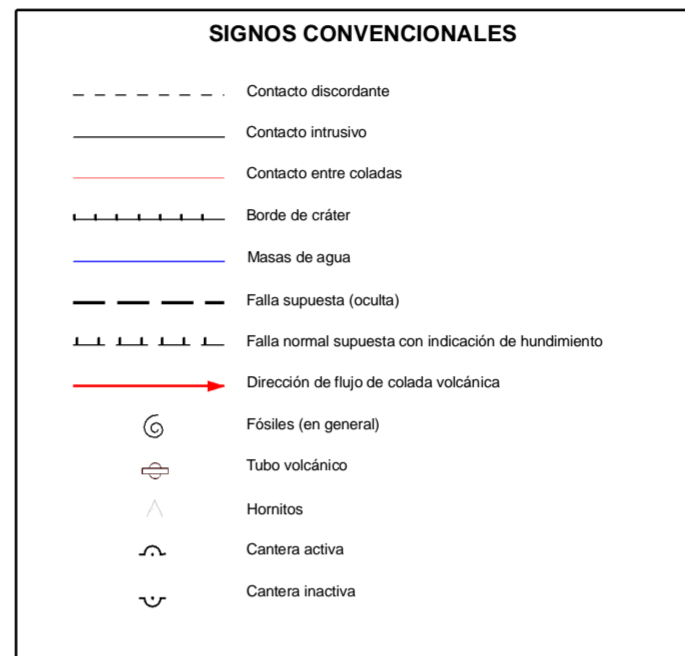 SIGNOS CONVENCIONALES
Contacto discordante
Contacto intrusivo
Contacto entre coladas
Borde de cráter
Masas de agua
Falla supuesta (oculta)
Falla normal supuesta con indicación de hundimiento
Dirección de flujo de colada volcánica
Fósiles (en general)
Tubo volcánico
Hornitos
Cantera activa
Cantera inactiva